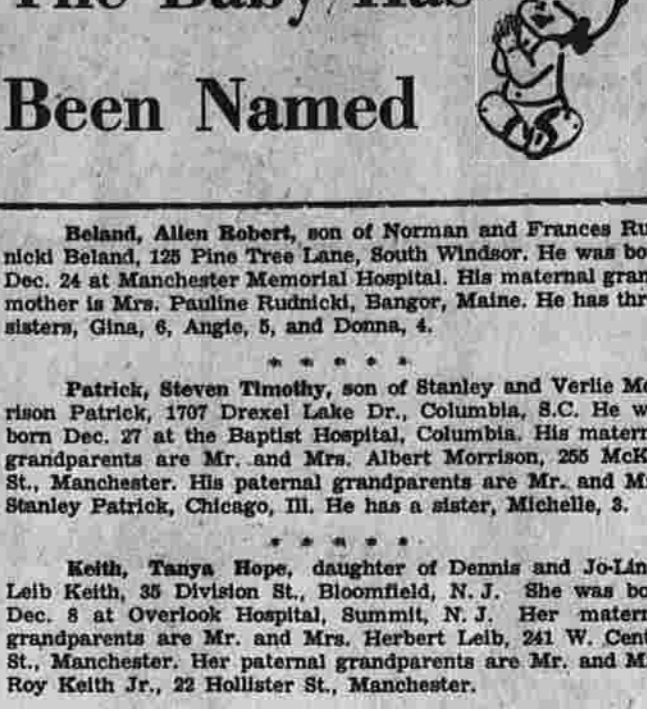 The Baby Has
Been Named
Beland, Allen Robert, son of Norman and Frances Ru
nicki Beland, 125 Pine Tree Lane, South Windsor. He was bo
Dec. 24 at Manchester Memorial Hospital. His maternal gran
mother is Mrs. Pauline Rudnicki, Bangor, Maine. He has thr
sisters, Gina, 6, Angie, 5, and Donna, 4.
* * * * *
Patrick, Steven Timothy, son of Stanley and Verlie Mo
rison Patrick, 1707 Drexel Lake Dr., Columbia, S.C. He w
born Dec. 27 at the Baptist Hospital, Columbia. His matern
grandparents are Mr. and Mrs. Albert Morrison, 255 McK
St., Manchester. His paternal grandparents are Mr. and M
Stanley Patrick, Chicago, Ill. He has a sister, Michelle, 3.
* * * * *
Keith, Tanya Hope, daughter of Dennis and Jo-Lin
Leib Keith, 35 Division St., Bloomfield, N. J. She was bo
Dec. 8 at Overlook Hospital, Summit, N. J. Her matern
grandparents are Mr. and Mrs. Herbert Leib, 241 W. Cent
St., Manchester. Her paternal grandparents are Mr. and M
Roy Keith Jr., 22 Hollister St., Manchester.